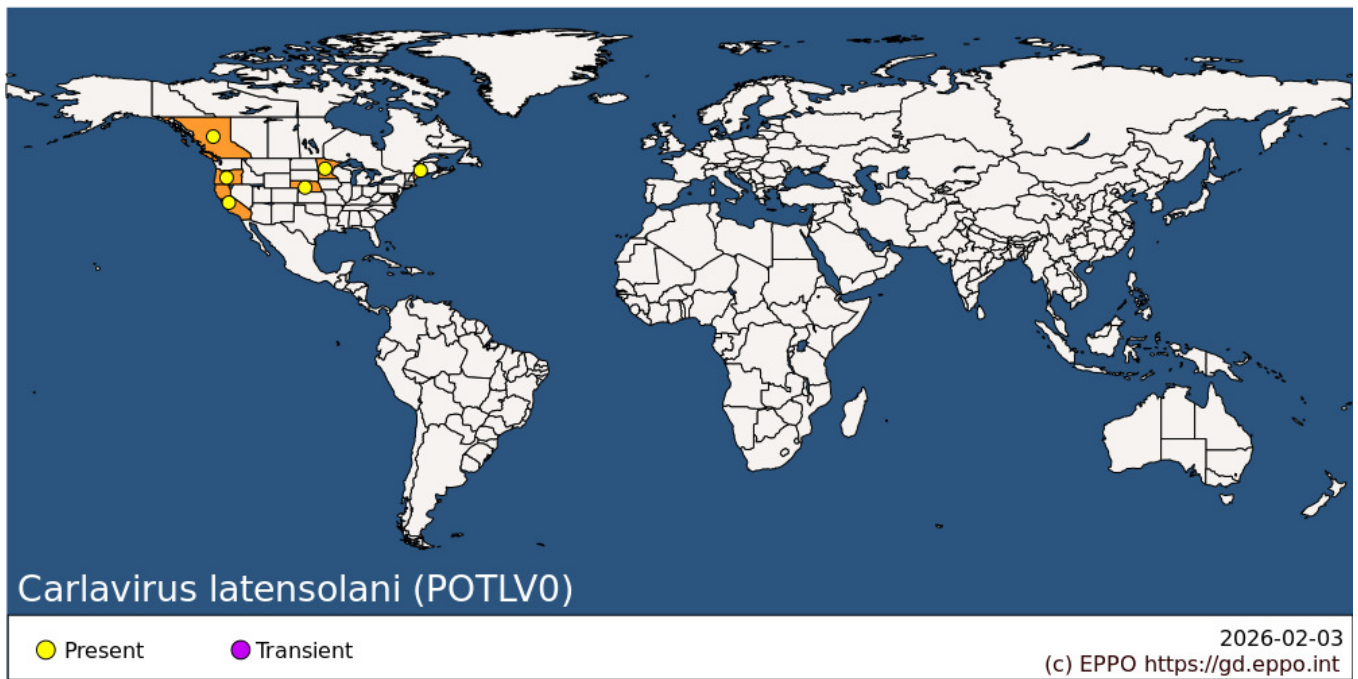 Carlavirus latensolani (POTLV0)
Present
Transient
2026-02-03
(c) EPPO https://gd.eppo.int